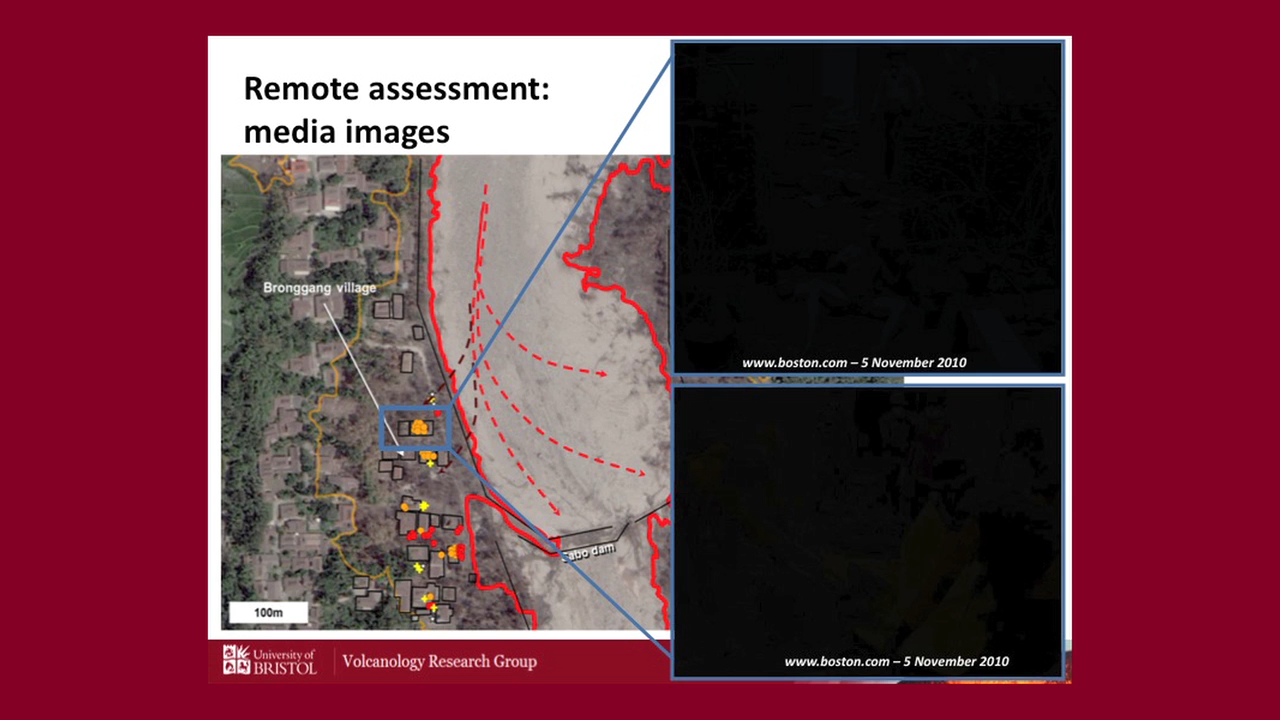 Remote assessment:
media images
Bronggang village
www.boston.com – 5 November 2010
Sabo dam
100m
www.boston.com – 5 November 2010
University of
BRISTOL
Volcanology Research Group